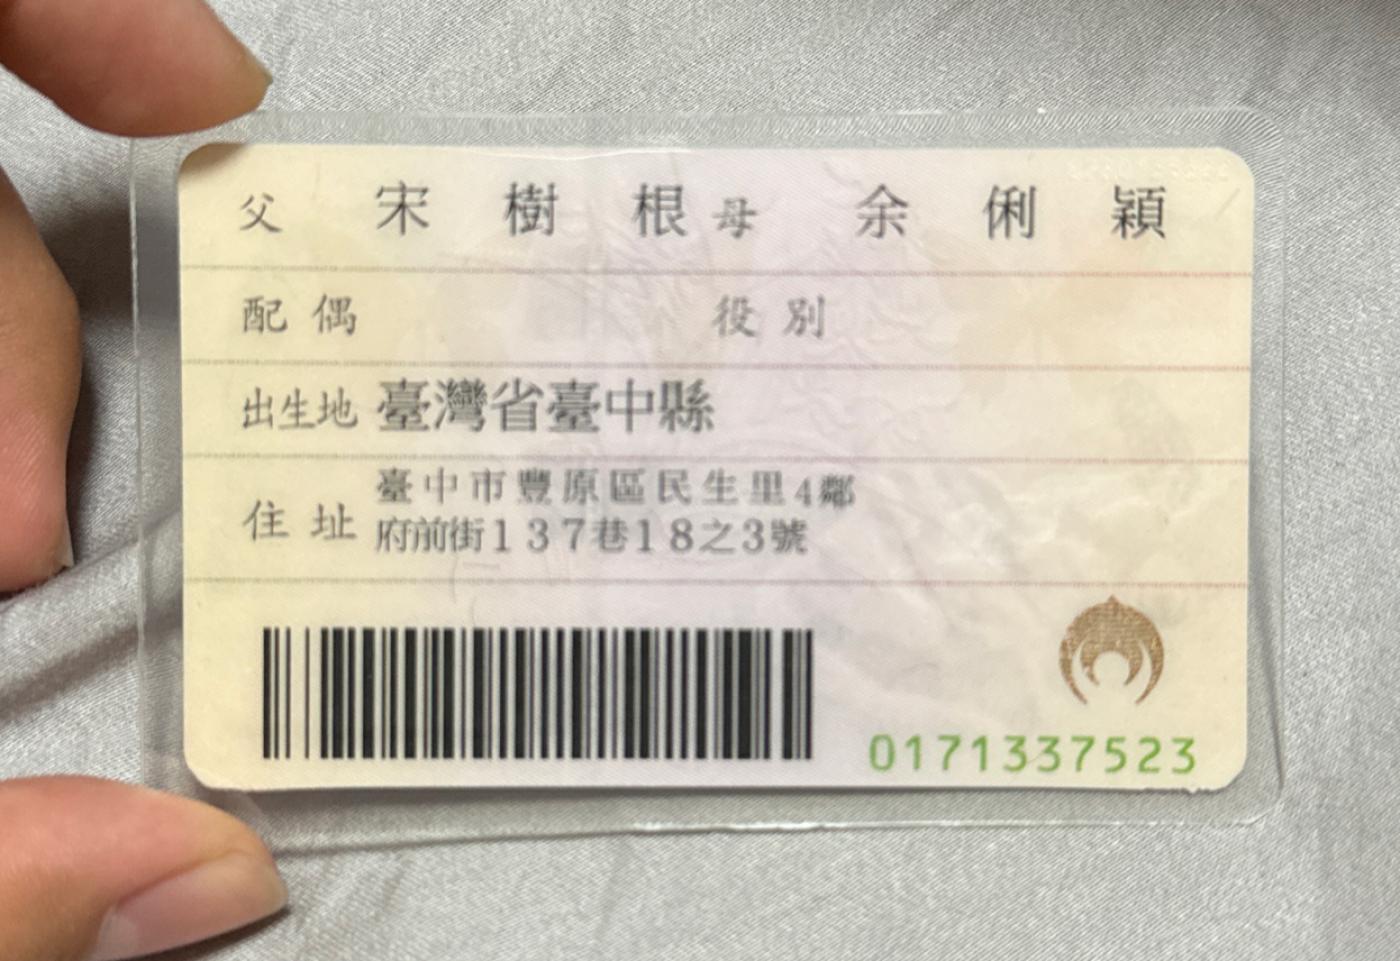 父 宋樹根 母 余俐穎
配偶 役別
出生地 臺灣省臺中縣
住址 臺中市豐原區民生里4鄰
府前街137巷18之3號
0171337523